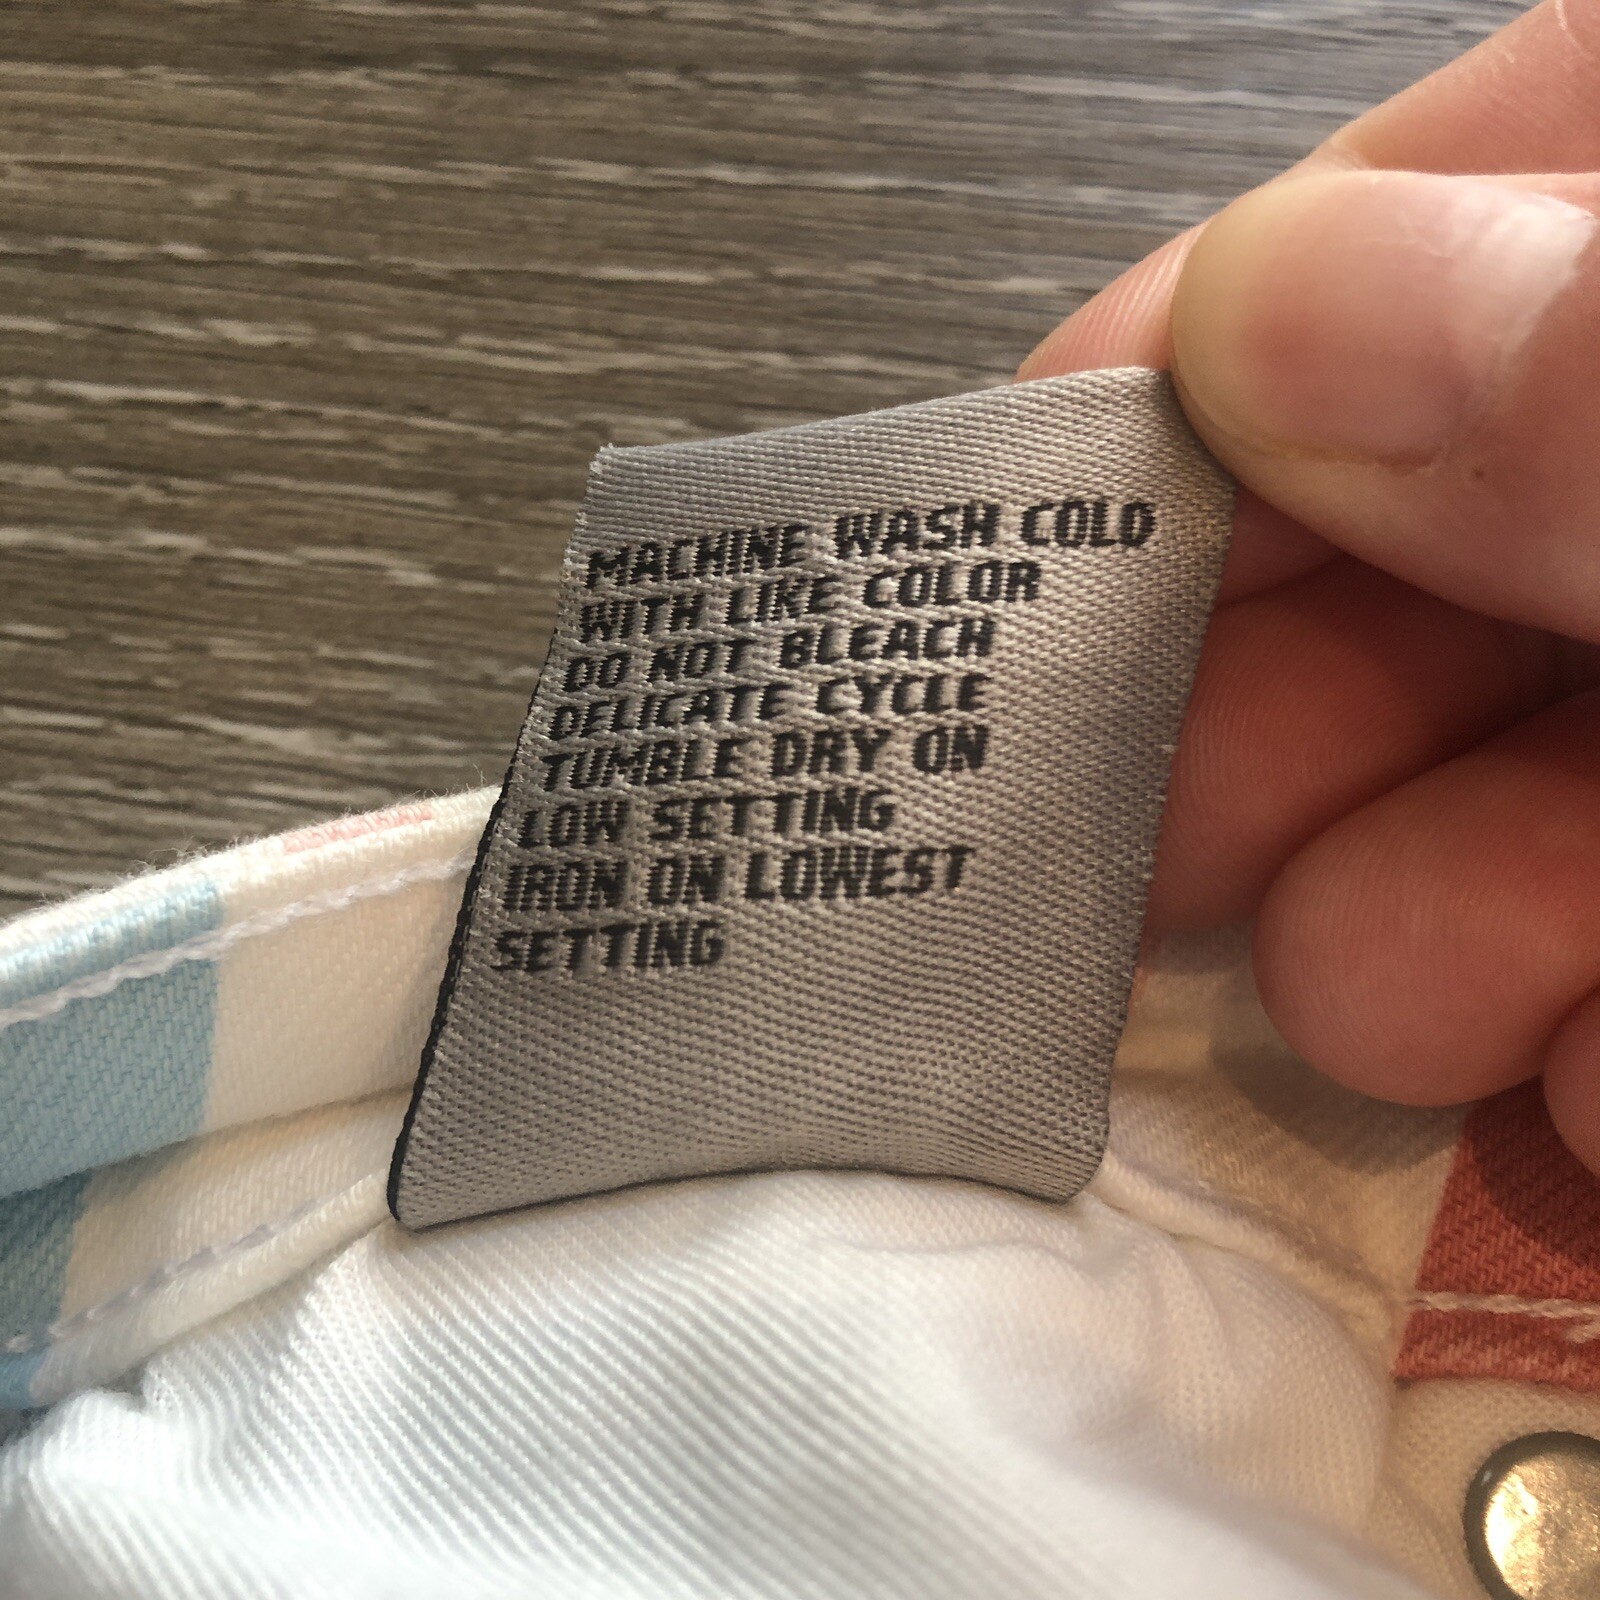 MACHINE WASH COLD
WITH LIKE COLOR
DO NOT BLEACH
DELICATE CYCLE
TUMBLE DRY ON
LOW SETTING
IRON ON LOWEST
SETTING